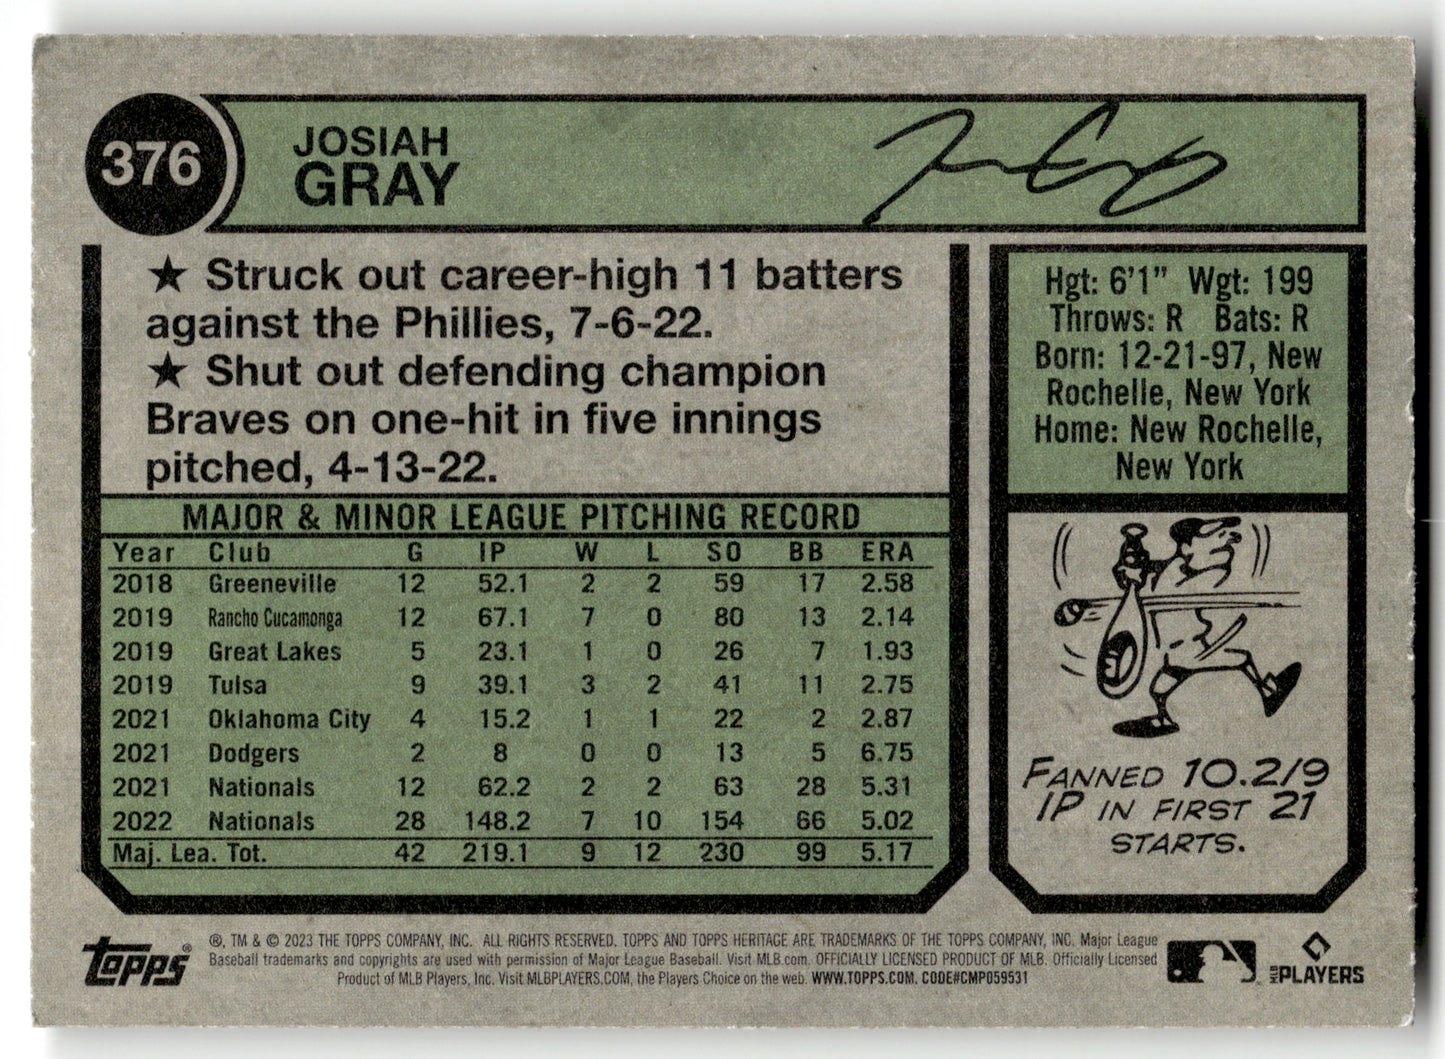 376
JOSIAH
GRAY
★ Struck out career-high 11 batters
against the Phillies, 7-6-22.
★ Shut out defending champion
Braves on one-hit in five innings
pitched, 4-13-22.
Hgt: 6'1" Wgt: 199
Throws: R Bats: R
Born: 12-21-97, New
Rochelle, New York
Home: New Rochelle,
New York
MAJOR & MINOR LEAGUE PITCHING RECORD
Year Club G IP W L SO BB ERA
2018 Greeneville 12 52.1 2 2 59 17 2.58
2019 Rancho Cucamonga 12 67.1 7 0 80 13 2.14
2019 Great Lakes 5 23.1 1 0 26 7 1.93
2019 Tulsa 9 39.1 3 2 41 11 2.75
2021 Oklahoma City 4 15.2 1 1 22 2 2.87
2021 Dodgers 2 8 0 0 13 5 6.75
2021 Nationals 12 62.2 2 2 63 28 5.31
2022 Nationals 28 148.2 7 10 154 66 5.02
Maj. Lea. Tot. 42 219.1 9 12 230 99 5.17
FANNED 10.2/9
IP IN FIRST 21
STARTS.
topps®
®, TM & © 2023 THE TOPPS COMPANY, INC. ALL RIGHTS RESERVED. TOPPS AND TOPPS HERITAGE ARE TRADEMARKS OF THE TOPPS COMPANY, INC. Major League
Baseball trademarks and copyrights are used with permission of Major League Baseball. Visit MLB.com. OFFICIALLY LICENSED PRODUCT OF MLB. Officially Licensed
Product of MLB Players, Inc. Visit MLBPLAYERS.COM, the Players Choice on the web. WWW.TOPPS.COM. CODE#CMP059531
MLB PLAYERS